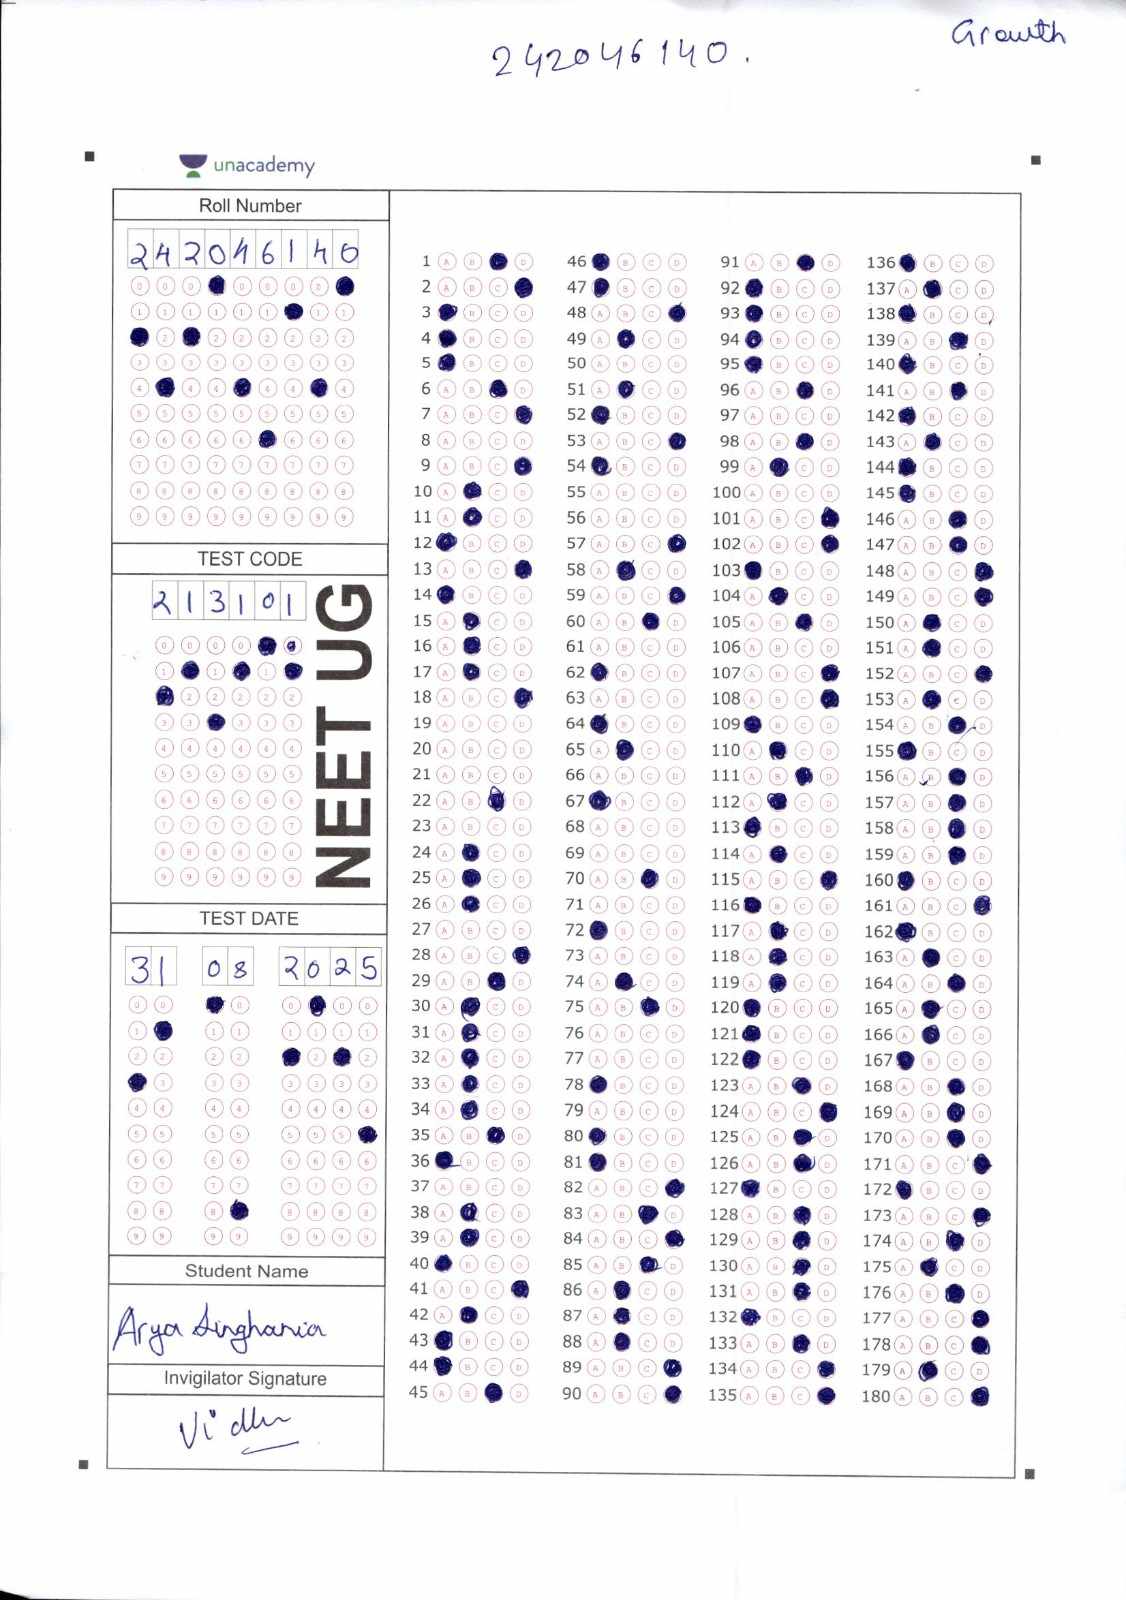 Growth
242046140.
unacademy
Roll Number
242046140
TEST CODE
213101
NEET UG
TEST DATE
31 08 2025
Student Name
Arya Singhania
Invigilator Signature
Vidhu
1 A B D
2 A B C
3 B C D
4 B C D
5 B C D
6 A B D
7 A B C
8 A B C D
9 A B C
10 A C D
11 A C D
12 B C D
13 A B C
14 B C D
15 A C D
16 A C D
17 A C D
18 A B C
19 A B C D
20 A B C D
21 A B C D
22 A B D
23 A B C D
24 A C D
25 A C D
26 A C D
27 A B C D
28 A B C
29 A B D
30 A C D
31 A C D
32 A C D
33 A C D
34 A C D
35 A B D
36 B C D
37 A B C D
38 A C D
39 A C D
40 B C D
41 A B C
42 A C D
43 B C D
44 B C D
45 A B D
46 B C D
47 B C D
48 A B C
49 A C D
50 A B C D
51 A C D
52 B C D
53 A B C
54 B C D
55 A B C D
56 A B C D
57 A B C
58 A C D
59 A B C
60 A B D
61 A B C D
62 B C D
63 A B C D
64 B C D
65 A C D
66 A B C D
67 B C D
68 A B C D
69 A B C D
70 A B D
71 A B C D
72 B C D
73 A B C D
74 A C D
75 A B D
76 A B C D
77 A B C D
78 B C D
79 A B C D
80 B C D
81 B C D
82 A B C
83 A B D
84 A B C
85 A B D
86 A C D
87 A C D
88 A C D
89 A B C
90 A B C
91 A B D
92 B C D
93 B C D
94 B C D
95 B C D
96 A B D
97 A B C D
98 A B D
99 A C D
100 A B C D
101 A B C
102 A B C
103 B C D
104 A C D
105 A B D
106 A B C D
107 A B C
108 A B C
109 B C D
110 A C D
111 A B D
112 A C D
113 B C D
114 A C D
115 A B C
116 B C D
117 A C D
118 A C D
119 A C D
120 B C D
121 B C D
122 B C D
123 A B D
124 A B C
125 A B D
126 A B D
127 B C D
128 A B D
129 A B D
130 A B D
131 A B D
132 B C D
133 A B D
134 A B C
135 A B C
136 B C D
137 A C D
138 B C D
139 A B D
140 B C D
141 A B D
142 B C D
143 A C D
144 B C D
145 B C D
146 A B D
147 A B D
148 A B C
149 A B C
150 A C D
151 A C D
152 A B C
153 A C D
154 A B D
155 B C D
156 A B D
157 A B D
158 A B D
159 A B D
160 B C D
161 A B C
162 B C D
163 A C D
164 A B D
165 A C D
166 A C D
167 B C D
168 A B D
169 A B D
170 A B D
171 A B C
172 B C D
173 A B C
174 A B D
175 A C D
176 A B D
177 A B C
178 A B C
179 A C D
180 A B C